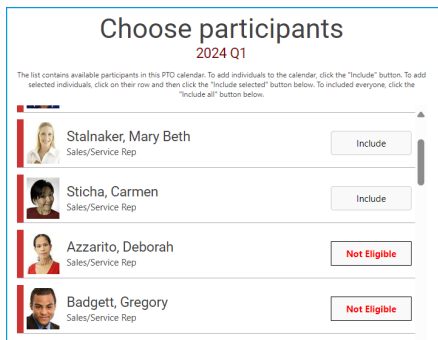 Choose participants
2024 Q1
The list contains available participants in this PTO calendar. To add individuals to the calendar, click the "Include" button. To add
selected individuals, click on their row and then click the "Include selected" button below. To included everyone, click the
"Include all" button below.
Stalnaker, Mary Beth
Sales/Service Rep
Include
Sticha, Carmen
Sales/Service Rep
Include
Azzarito, Deborah
Sales/Service Rep
Not Eligible
Badgett, Gregory
Sales/Service Rep
Not Eligible